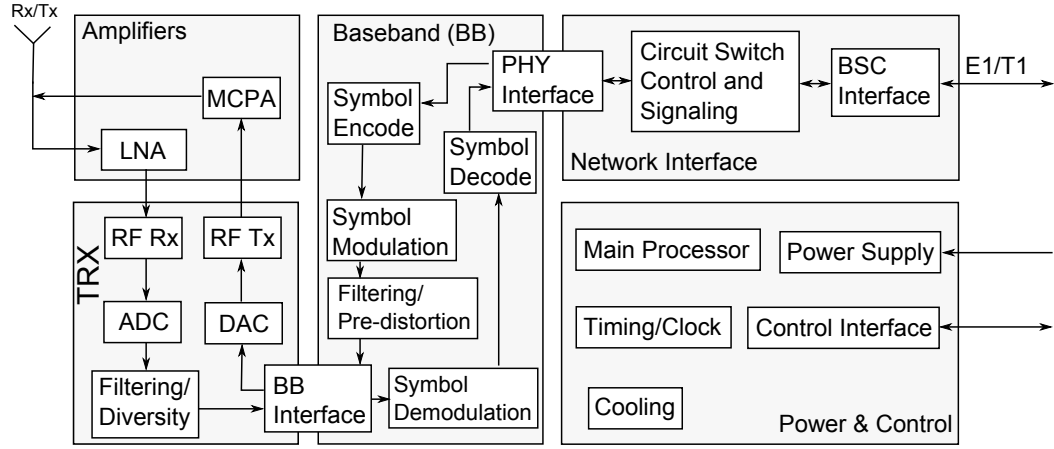 Rx/Tx
Amplifiers
MCPA
LNA
TRX
RF Rx
RF Tx
ADC
DAC
Filtering/
Diversity
BB
Interface
Baseband (BB)
Symbol
Encode
Symbol
Decode
Symbol
Modulation
Filtering/
Pre-distortion
Symbol
Demodulation
PHY
Interface
Circuit Switch
Control and
Signaling
BSC
Interface
E1/T1
Network Interface
Main Processor
Power Supply
Timing/Clock
Control Interface
Cooling
Power & Control